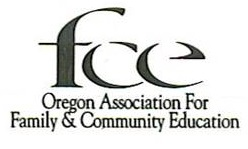 fce
Oregon Association For
Family & Community Education